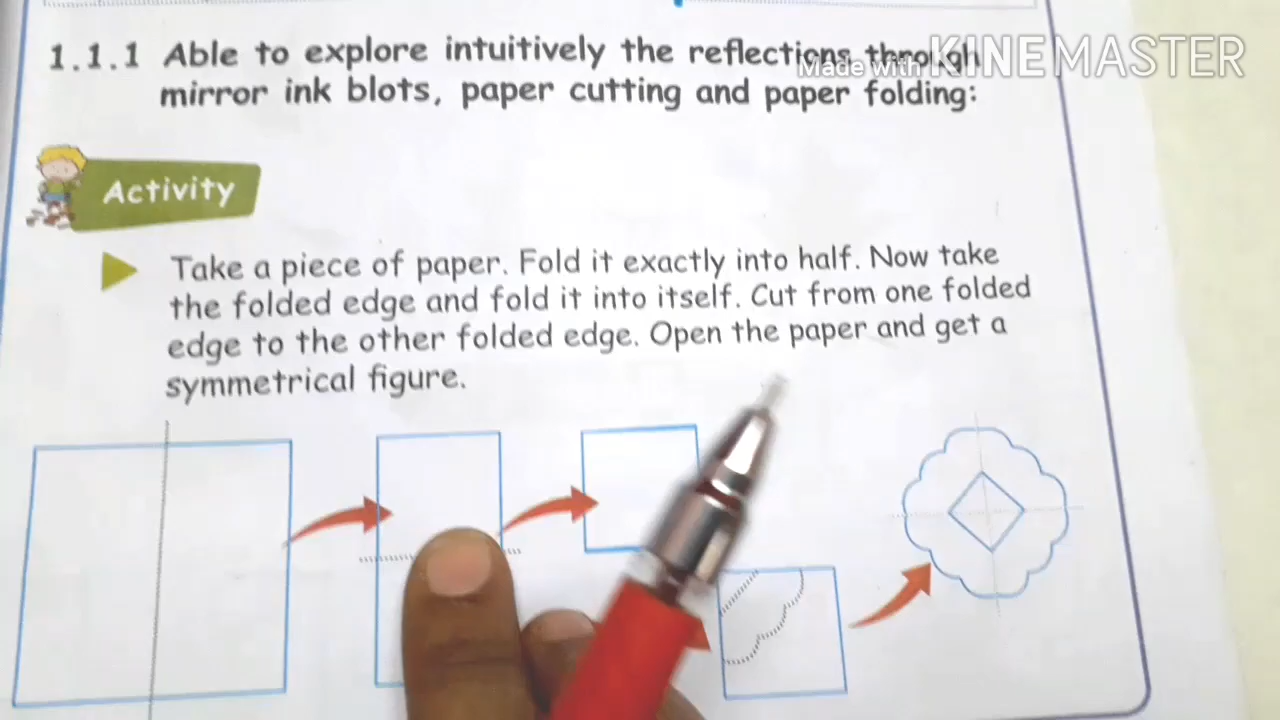 1.1.1 Able to explore intuitively the reflections through
Made with KINEMASTER
mirror ink blots, paper cutting and paper folding:
Activity
Take a piece of paper. Fold it exactly into half. Now take
the folded edge and fold it into itself. Cut from one folded
edge to the other folded edge. Open the paper and get a
symmetrical figure.